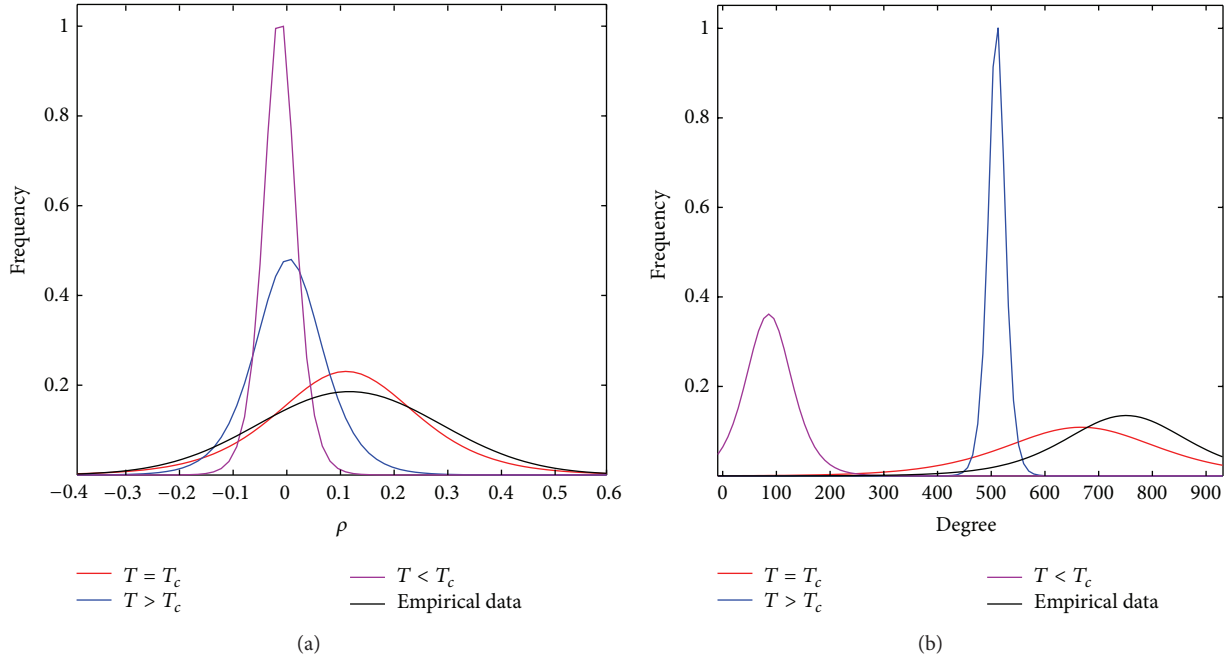 1
0.8
0.6
0.4
0.2
Frequency
−0.4 −0.3 −0.2 −0.1 0 0.1 0.2 0.3 0.4 0.5 0.6
ρ
T = T_c
T > T_c
T < T_c
Empirical data
(a)
1
0.8
0.6
0.4
0.2
Frequency
0 100 200 300 400 500 600 700 800 900
Degree
T = T_c
T > T_c
T < T_c
Empirical data
(b)